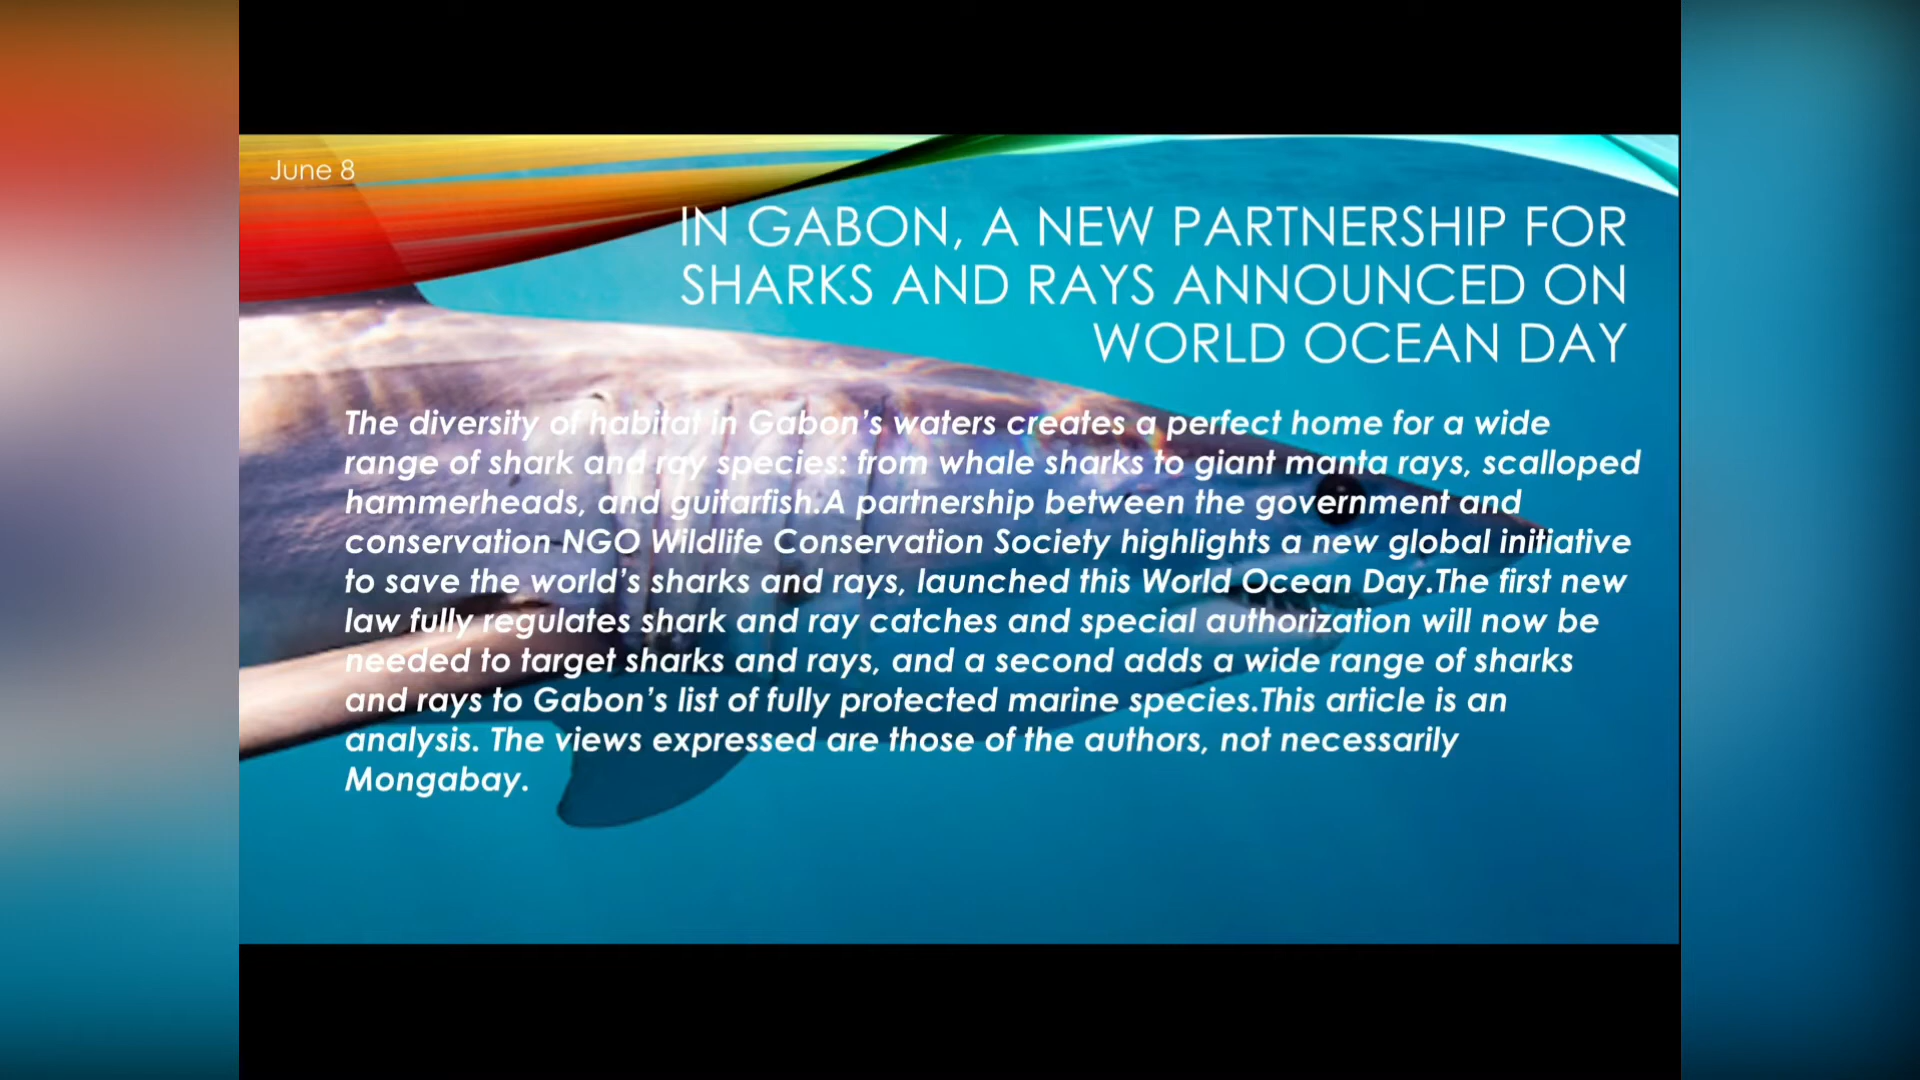 June 8
IN GABON, A NEW PARTNERSHIP FOR
SHARKS AND RAYS ANNOUNCED ON
WORLD OCEAN DAY
The diversity of habitat in Gabon's waters creates a perfect home for a wide
range of shark and ray species: from whale sharks to giant manta rays, scalloped
hammerheads, and guitarfish.A partnership between the government and
conservation NGO Wildlife Conservation Society highlights a new global initiative
to save the world's sharks and rays, launched this World Ocean Day.The first new
law fully regulates shark and ray catches and special authorization will now be
needed to target sharks and rays, and a second adds a wide range of sharks
and rays to Gabon's list of fully protected marine species.This article is an
analysis. The views expressed are those of the authors, not necessarily
Mongabay.